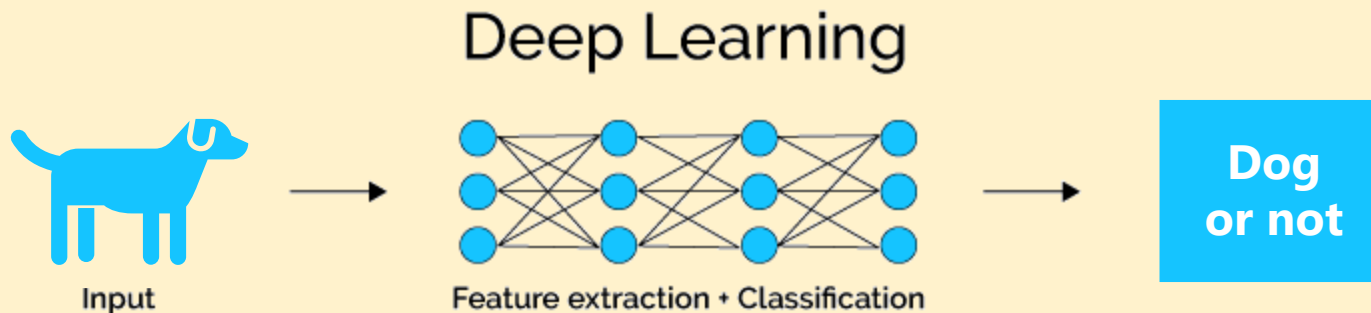 Deep Learning
Dog
or not
Input
Feature extraction + Classification